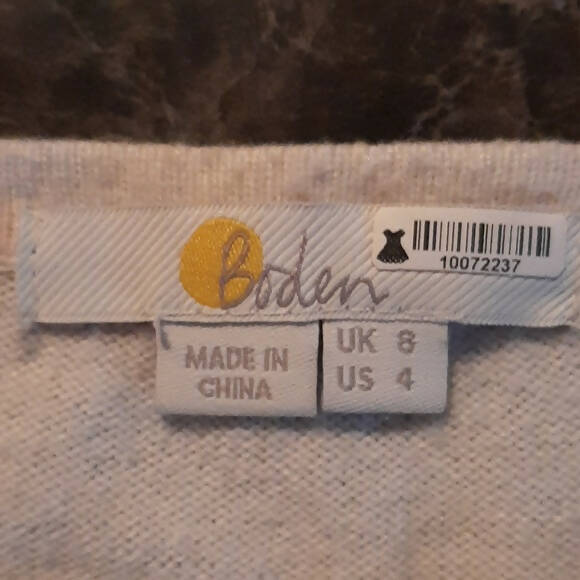 Boden
10072237
MADE IN
CHINA
UK 8
US 4